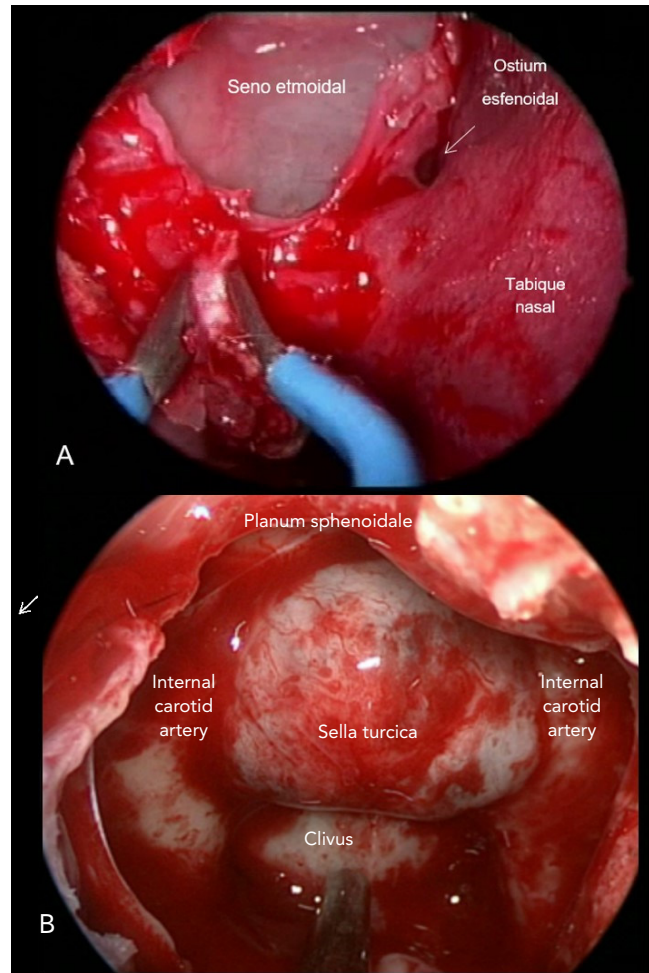 Seno etmoidal
Ostium
esfenoidal
Tabique
nasal
A
Planum sphenoidale
Internal
carotid
artery
Internal
carotid
artery
Sella turcica
Clivus
B